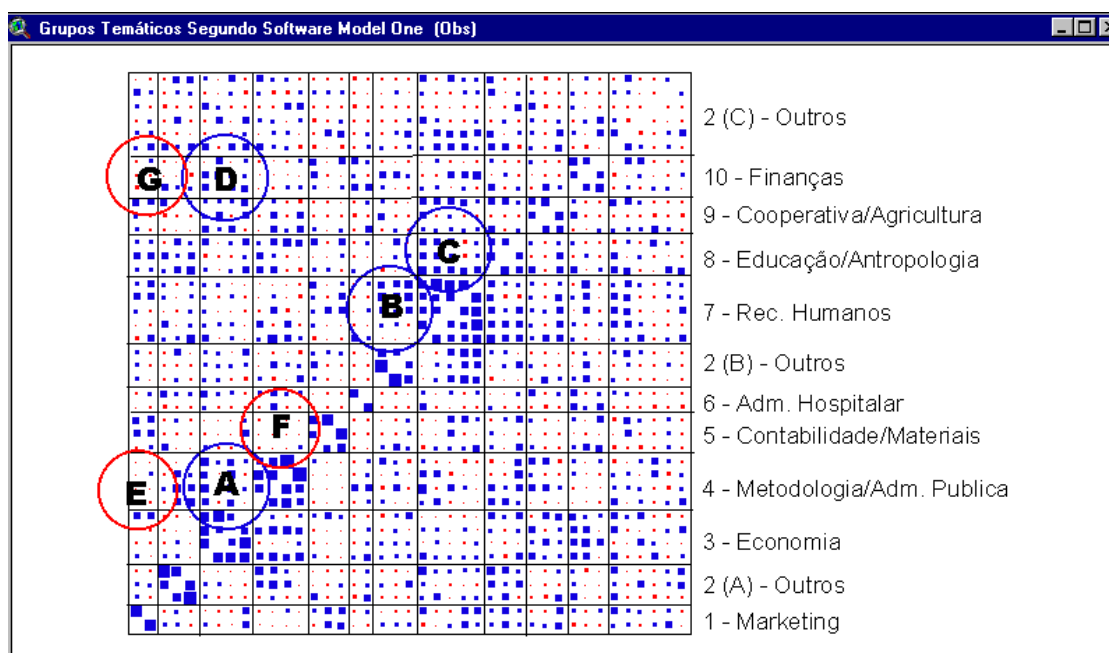 Grupos Temáticos Segundo Software Model One (Obs)
2 (C) - Outros
G D
10 - Finanças
9 - Cooperativa/Agricultura
C
8 - Educação/Antropologia
B
7 - Rec. Humanos
2 (B) - Outros
6 - Adm. Hospitalar
F
5 - Contabilidade/Materiais
E A
4 - Metodologia/Adm. Publica
3 - Economia
2 (A) - Outros
1 - Marketing